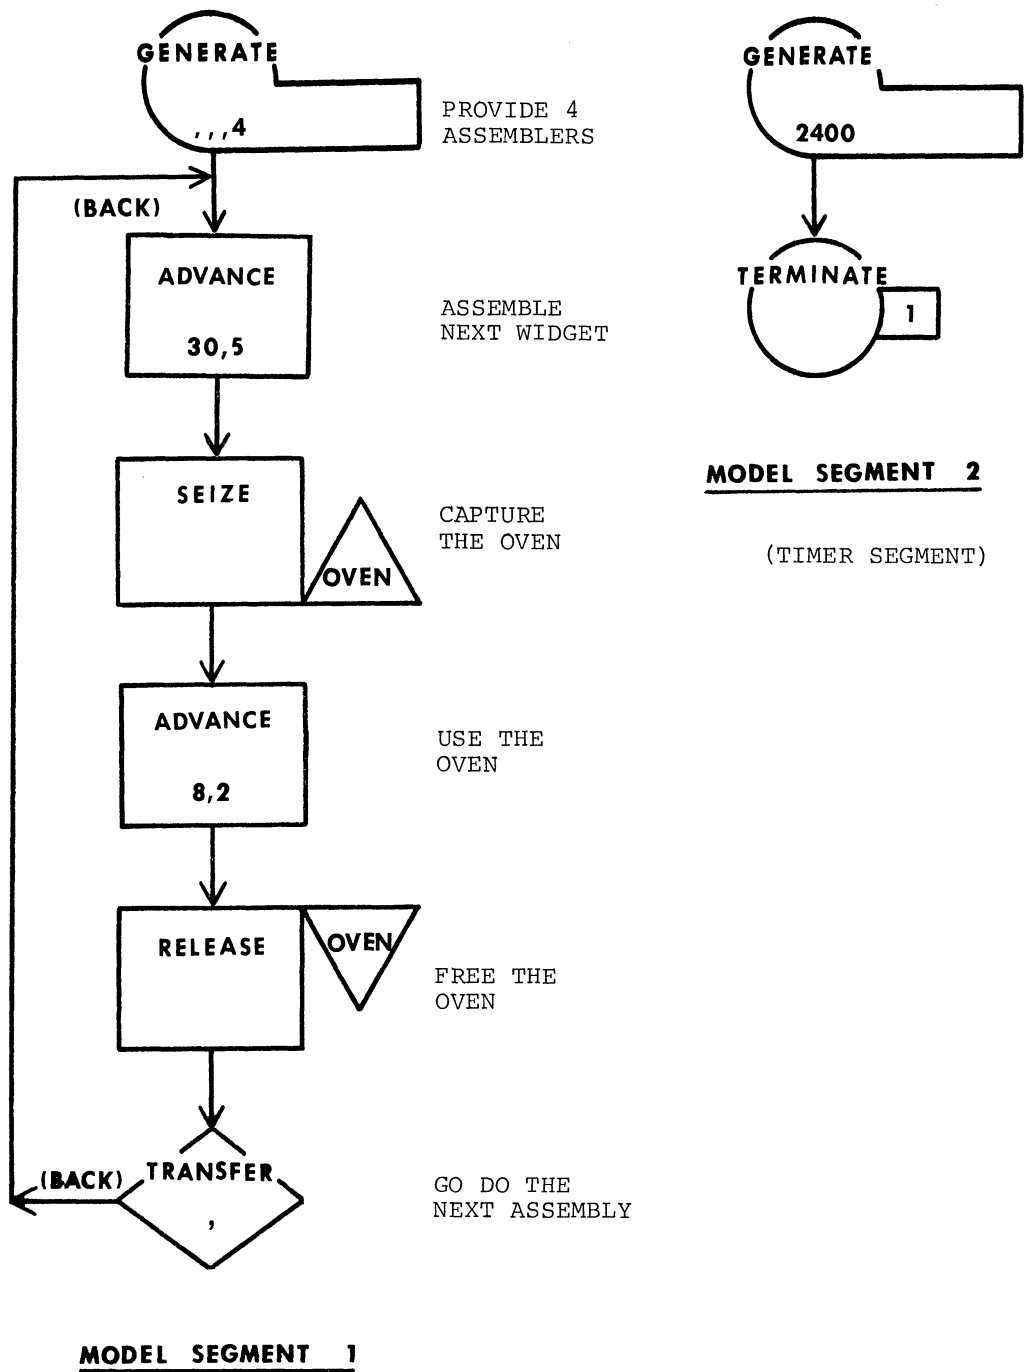 GENERATE
,,,4
PROVIDE 4
ASSEMBLERS
(BACK)
ADVANCE
30,5
ASSEMBLE
NEXT WIDGET
SEIZE
OVEN
CAPTURE
THE OVEN
ADVANCE
8,2
USE THE
OVEN
RELEASE
OVEN
FREE THE
OVEN
(BACK)
TRANSFER
,
GO DO THE
NEXT ASSEMBLY
MODEL SEGMENT 1
GENERATE
2400
TERMINATE
1
MODEL SEGMENT 2
(TIMER SEGMENT)